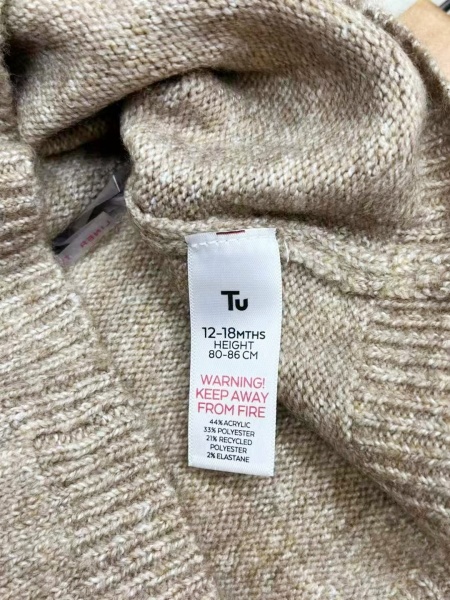 Tu
12-18MTHS
HEIGHT
80-86 CM
WARNING!
KEEP AWAY
FROM FIRE
44% ACRYLIC
33% POLYESTER
21% RECYCLED
POLYESTER
2% ELASTANE